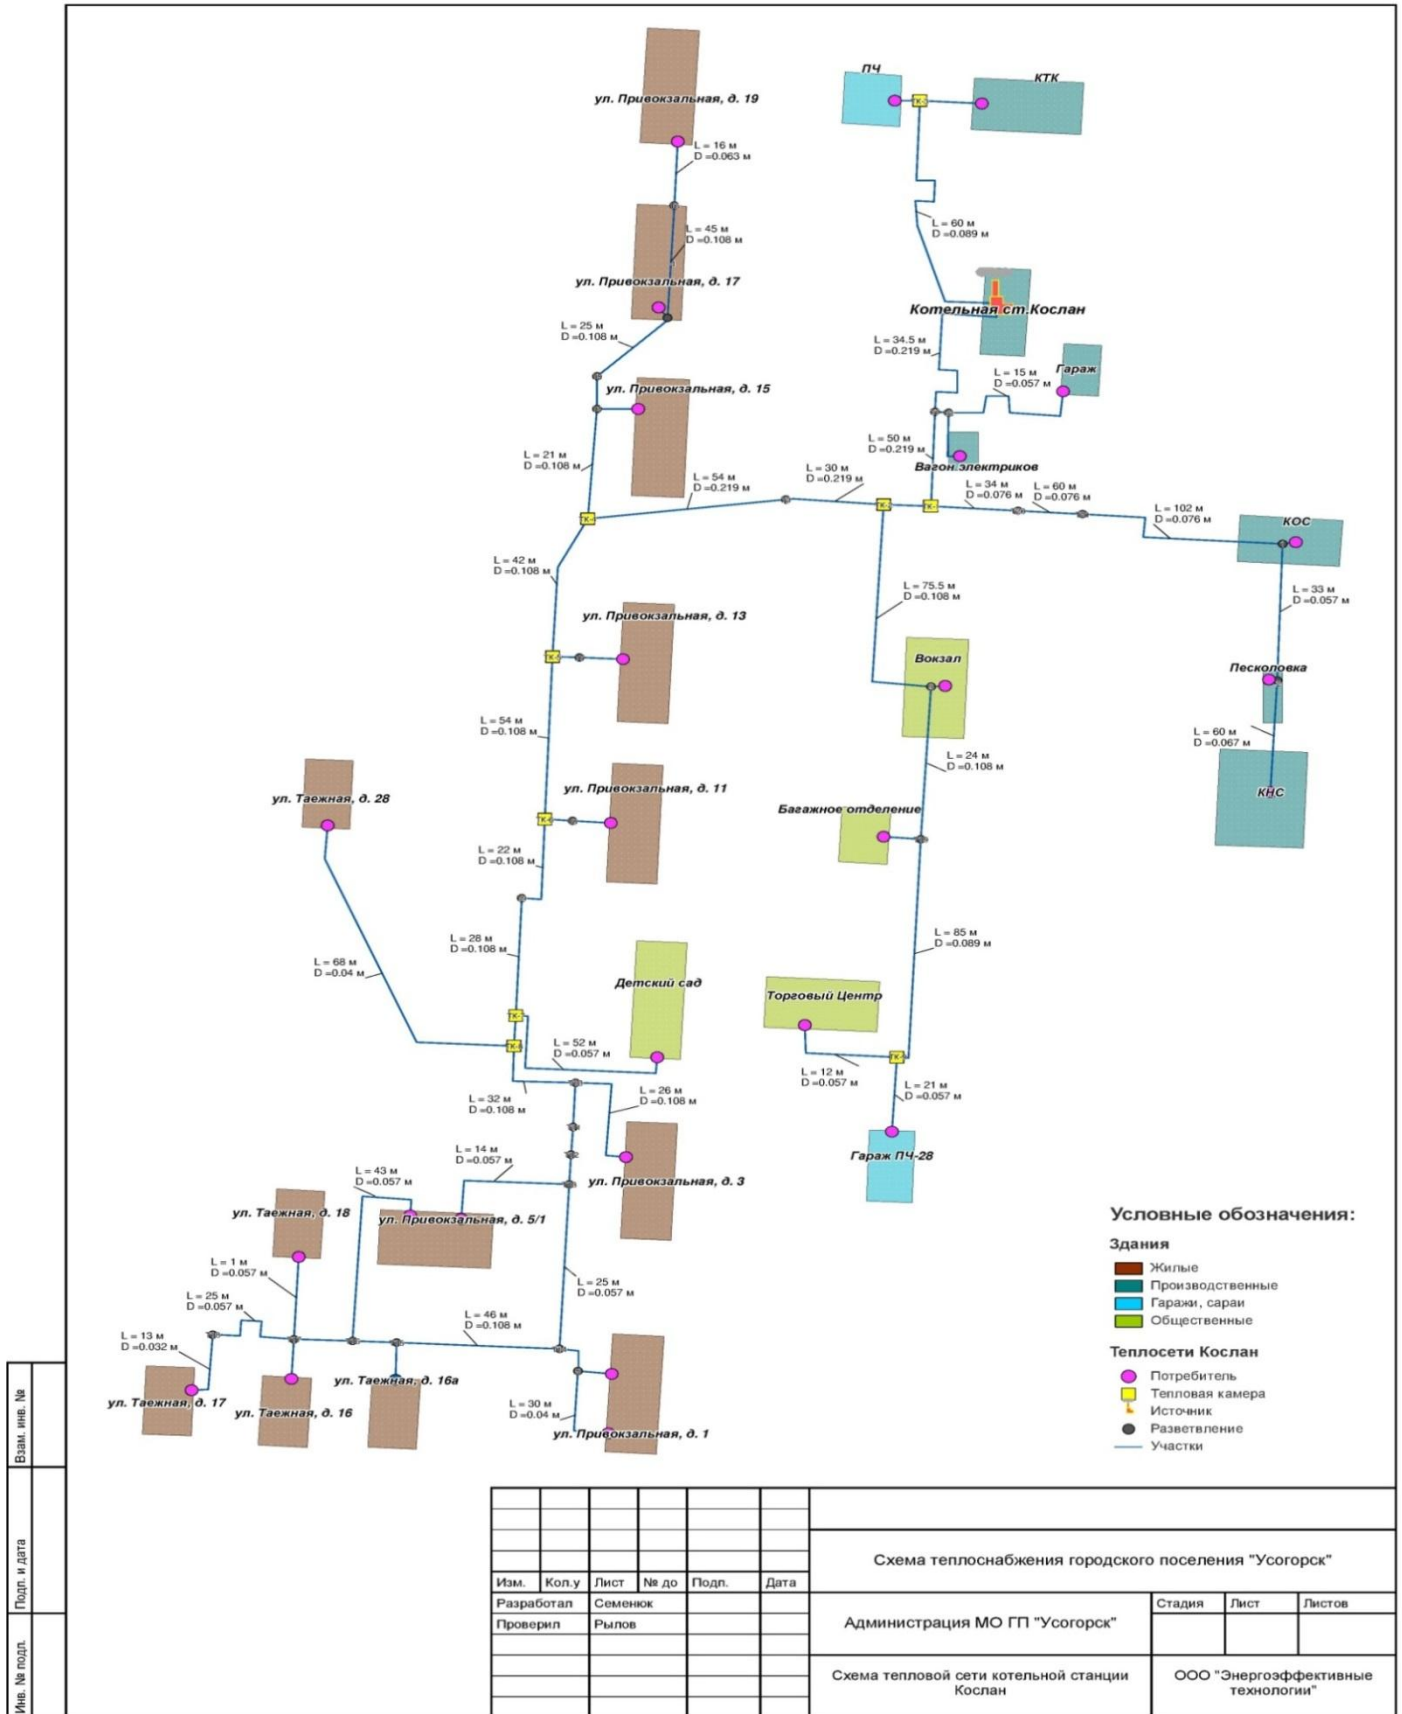 ПЧ
КТК
ул. Привокзальная, д. 19
L = 16 м
D =0.063 м
L = 60 м
D =0.089 м
L = 45 м
D =0.108 м
ул. Привокзальная, д. 17
Котельная ст.Кослан
L = 25 м
D =0.108 м
L = 34.5 м
D =0.219 м
L = 15 м
D =0.057 м
Гараж
ул. Привокзальная, д. 15
L = 21 м
D =0.108 м
L = 50 м
D =0.219 м
Вагон.электриков
L = 54 м
D =0.219 м
L = 30 м
D =0.219 м
L = 34 м
D =0.076 м
L = 60 м
D =0.076 м
L = 102 м
D =0.076 м
КОС
L = 42 м
D =0.108 м
L = 75.5 м
D =0.108 м
L = 33 м
D =0.057 м
ул. Привокзальная, д. 13
Вокзал
Песколовка
L = 54 м
D =0.108 м
L = 24 м
D =0.108 м
L = 60 м
D =0.067 м
КНС
ул. Таежная, д. 28
ул. Привокзальная, д. 11
Багажное отделение
L = 22 м
D =0.108 м
L = 28 м
D =0.108 м
L = 85 м
D =0.089 м
L = 68 м
D =0.04 м
Детский сад
Торговый Центр
L = 52 м
D =0.057 м
L = 12 м
D =0.057 м
L = 21 м
D =0.057 м
L = 32 м
D =0.108 м
L = 26 м
D =0.108 м
Гараж ПЧ-28
L = 14 м
D =0.057 м
L = 43 м
D =0.057 м
ул. Привокзальная, д. 3
ул. Таежная, д. 18
ул. Привокзальная, д. 5/1
L = 1 м
D =0.057 м
L = 25 м
D =0.057 м
L = 25 м
D =0.057 м
L = 46 м
D =0.108 м
L = 13 м
D =0.032 м
ул. Таежная, д. 17
ул. Таежная, д. 16
ул. Таежная, д. 16а
L = 30 м
D =0.04 м
ул. Привокзальная, д. 1
Условные обозначения:
Здания
Жилые
Производственные
Гаражи, сараи
Общественные
Теплосети Кослан
Потребитель
Тепловая камера
Источник
Разветвление
Участки
Взам. инв. №
Подп. и дата
Инв. № подл.
Схема теплоснабжения городского поселения "Усогорск"
Изм. Кол.у Лист № до Подп. Дата
Разработал Семенюк
Проверил Рылов
Администрация МО ГП "Усогорск"
Стадия Лист Листов
Схема тепловой сети котельной станции
Кослан
ООО "Энергоэффективные
технологии"